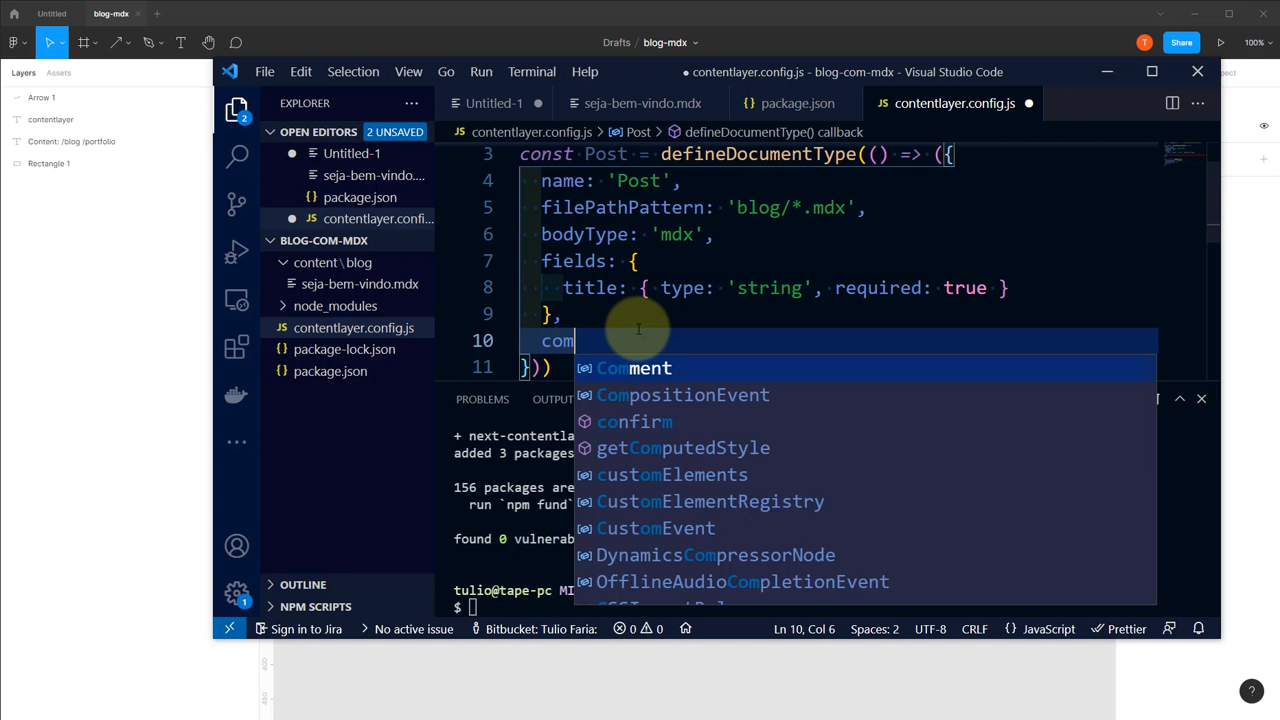 Untitled
blog-mdx
Drafts / blog-mdx
Share
100%
Layers
Assets
Arrow 1
contentlayer
Content: /blog /portfolio
Rectangle 1
File Edit Selection View Go Run Terminal Help
● contentlayer.config.js - blog-com-mdx - Visual Studio Code
EXPLORER
OPEN EDITORS 2 UNSAVED
Untitled-1
seja-bem-vindo....
package.json
contentlayer.confi...
BLOG-COM-MDX
content\blog
seja-bem-vindo.mdx
node_modules
contentlayer.config.js
package-lock.json
package.json
OUTLINE
NPM SCRIPTS
2
1
Untitled-1
seja-bem-vindo.mdx
package.json
contentlayer.config.js
contentlayer.config.js > Post > defineDocumentType() callback
3 const Post = defineDocumentType(() => ({
4 name: 'Post',
5 filePathPattern: 'blog/*.mdx',
6 bodyType: 'mdx',
7 fields: {
8 title: { type: 'string', required: true }
9 },
10 com
11 }))
Comment
CompositionEvent
confirm
getComputedStyle
customElements
CustomElementRegistry
CustomEvent
DynamicsCompressorNode
OfflineAudioCompletionEvent
PROBLEMS OUTPU
+ next-contentla
added 3 packages
156 packages are
run `npm fund`
found 0 vulnerab
tulio@tape-pc MI
$
Sign in to Jira
No active issue
Bitbucket: Tulio Faria:
0 0
Ln 10, Col 6
Spaces: 2
UTF-8
CRLF
JavaScript
Prettier
400
450
?